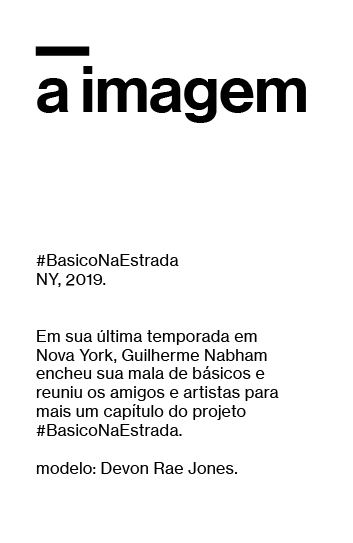 a imagem
#BasicoNaEstrada
NY, 2019.
Em sua última temporada em
Nova York, Guilherme Nabham
encheu sua mala de básicos e
reuniu os amigos e artistas para
mais um capítulo do projeto
#BasicoNaEstrada.
modelo: Devon Rae Jones.